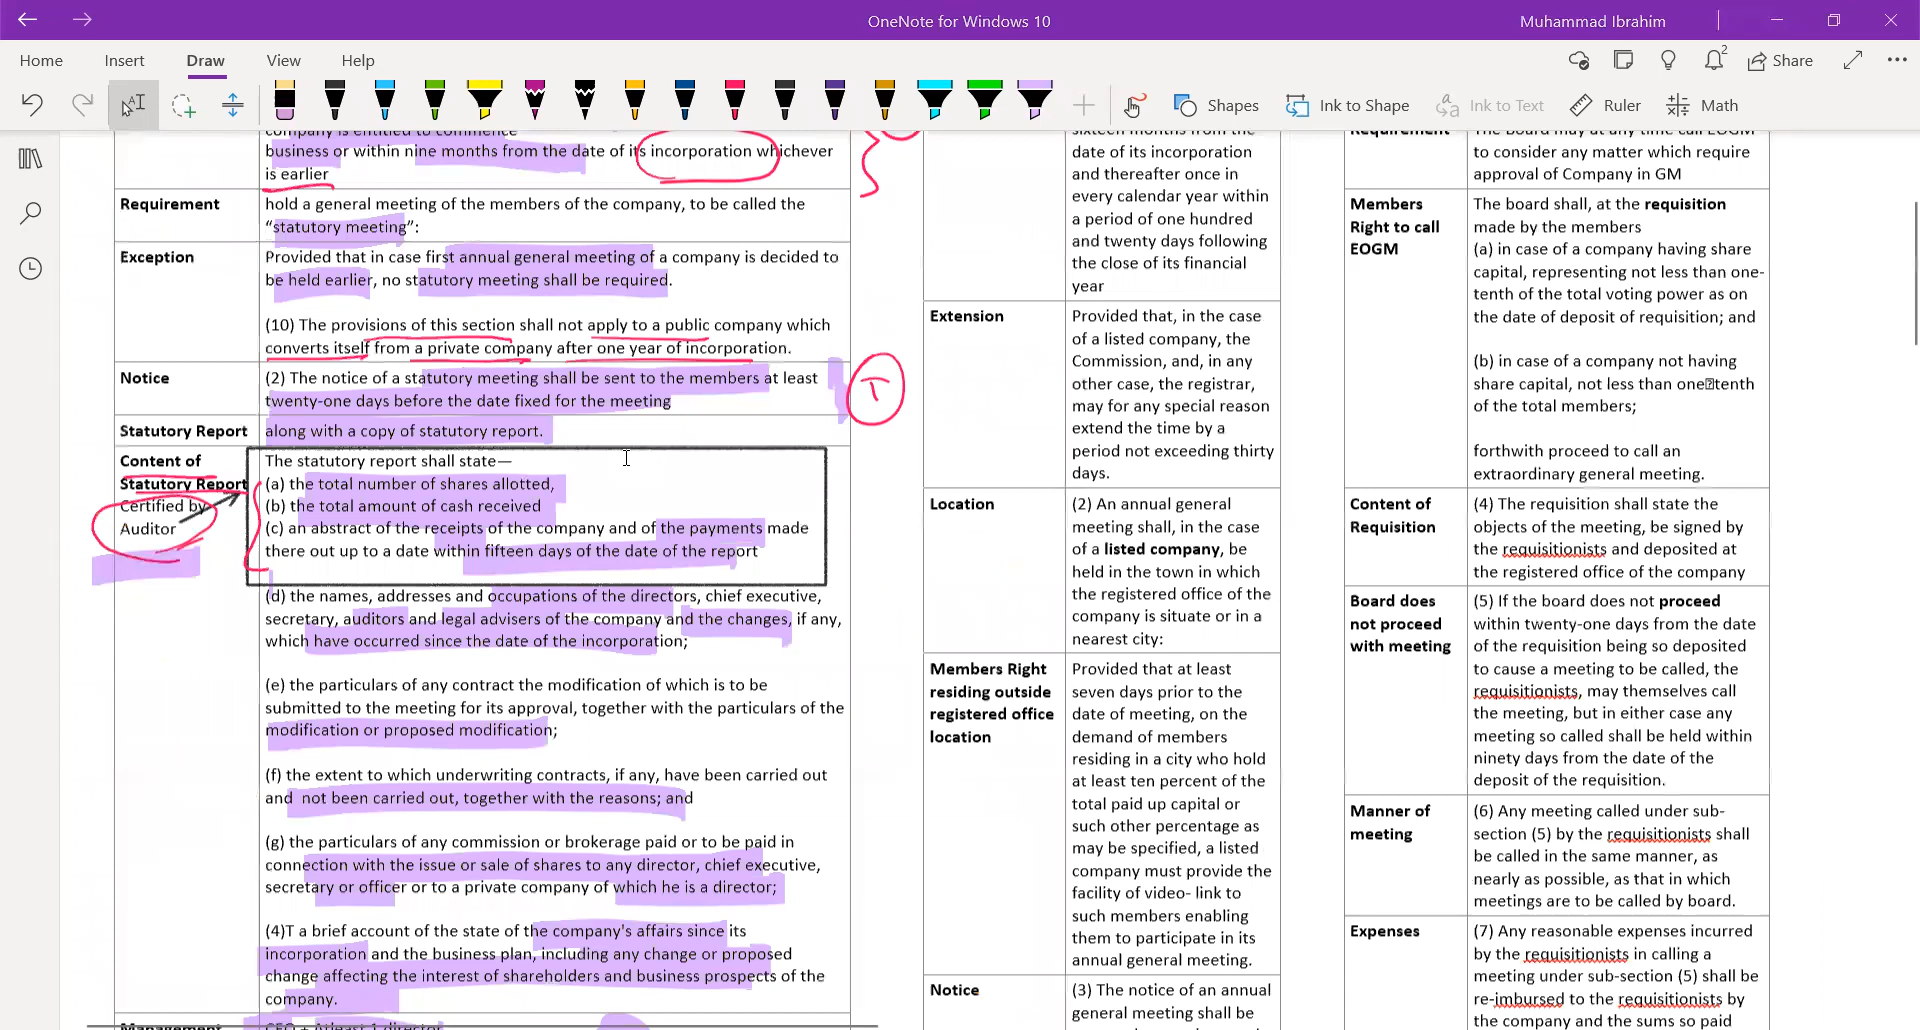 OneNote for Windows 10
Muhammad Ibrahim
Home Insert Draw View Help
2
Share
Shapes
Ink to Shape
Ink to Text
Ruler
Math
company is entitled to commence
business or within nine months from the date of its incorporation whichever
is earlier
Requirement
hold a general meeting of the members of the company, to be called the
“statutory meeting”:
Exception
Provided that in case first annual general meeting of a company is decided to
be held earlier, no statutory meeting shall be required.
(10) The provisions of this section shall not apply to a public company which
converts itself from a private company after one year of incorporation.
Notice
(2) The notice of a statutory meeting shall be sent to the members at least
twenty-one days before the date fixed for the meeting
T
Statutory Report
along with a copy of statutory report.
Content of
Statutory Report
Certified by
Auditor
The statutory report shall state—
(a) the total number of shares allotted,
(b) the total amount of cash received
(c) an abstract of the receipts of the company and of the payments made
there out up to a date within fifteen days of the date of the report
(d) the names, addresses and occupations of the directors, chief executive,
secretary, auditors and legal advisers of the company and the changes, if any,
which have occurred since the date of the incorporation;
(e) the particulars of any contract the modification of which is to be
submitted to the meeting for its approval, together with the particulars of the
modification or proposed modification;
(f) the extent to which underwriting contracts, if any, have been carried out
and not been carried out, together with the reasons; and
(g) the particulars of any commission or brokerage paid or to be paid in
connection with the issue or sale of shares to any director, chief executive,
secretary or officer or to a private company of which he is a director;
(4)T a brief account of the state of the company's affairs since its
incorporation and the business plan, including any change or proposed
change affecting the interest of shareholders and business prospects of the
company.
Management
CEO + Atleast 1 director
sixteen months from the
date of its incorporation
and thereafter once in
every calendar year within
a period of one hundred
and twenty days following
the close of its financial
year
Extension
Provided that, in the case
of a listed company, the
Commission, and, in any
other case, the registrar,
may for any special reason
extend the time by a
period not exceeding thirty
days.
Location
(2) An annual general
meeting shall, in the case
of a listed company, be
held in the town in which
the registered office of the
company is situate or in a
nearest city:
Members Right
residing outside
registered office
location
Provided that at least
seven days prior to the
date of meeting, on the
demand of members
residing in a city who hold
at least ten percent of the
total paid up capital or
such other percentage as
may be specified, a listed
company must provide the
facility of video- link to
such members enabling
them to participate in its
annual general meeting.
Notice
(3) The notice of an annual
general meeting shall be
Requirement
The board may at any time call EOGM
to consider any matter which require
approval of Company in GM
Members
Right to call
EOGM
The board shall, at the requisition
made by the members
(a) in case of a company having share
capital, representing not less than one-
tenth of the total voting power as on
the date of deposit of requisition; and
(b) in case of a company not having
share capital, not less than one�tenth
of the total members;
forthwith proceed to call an
extraordinary general meeting.
Content of
Requisition
(4) The requisition shall state the
objects of the meeting, be signed by
the requisitionists and deposited at
the registered office of the company
Board does
not proceed
with meeting
(5) If the board does not proceed
within twenty-one days from the date
of the requisition being so deposited
to cause a meeting to be called, the
requisitionists, may themselves call
the meeting, but in either case any
meeting so called shall be held within
ninety days from the date of the
deposit of the requisition.
Manner of
meeting
(6) Any meeting called under sub-
section (5) by the requisitionists shall
be called in the same manner, as
nearly as possible, as that in which
meetings are to be called by board.
Expenses
(7) Any reasonable expenses incurred
by the requisitionists in calling a
meeting under sub-section (5) shall be
re-imbursed to the requisitionists by
the company and the sums so paid